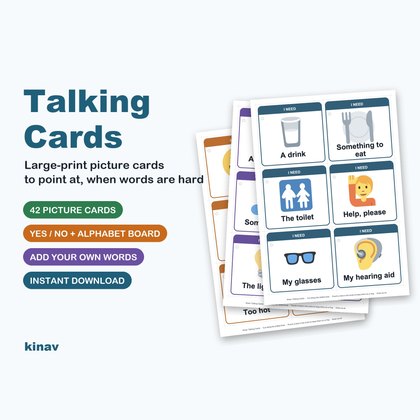 Talking
Cards
Large-print picture cards
to point at, when words are hard
42 PICTURE CARDS
YES / NO + ALPHABET BOARD
ADD YOUR OWN WORDS
INSTANT DOWNLOAD
kinav
I NEED
A drink
I NEED
Something to
eat
I NEED
The toilet
I NEED
Help, please
I NEED
My glasses
I NEED
My hearing aid
Too hot